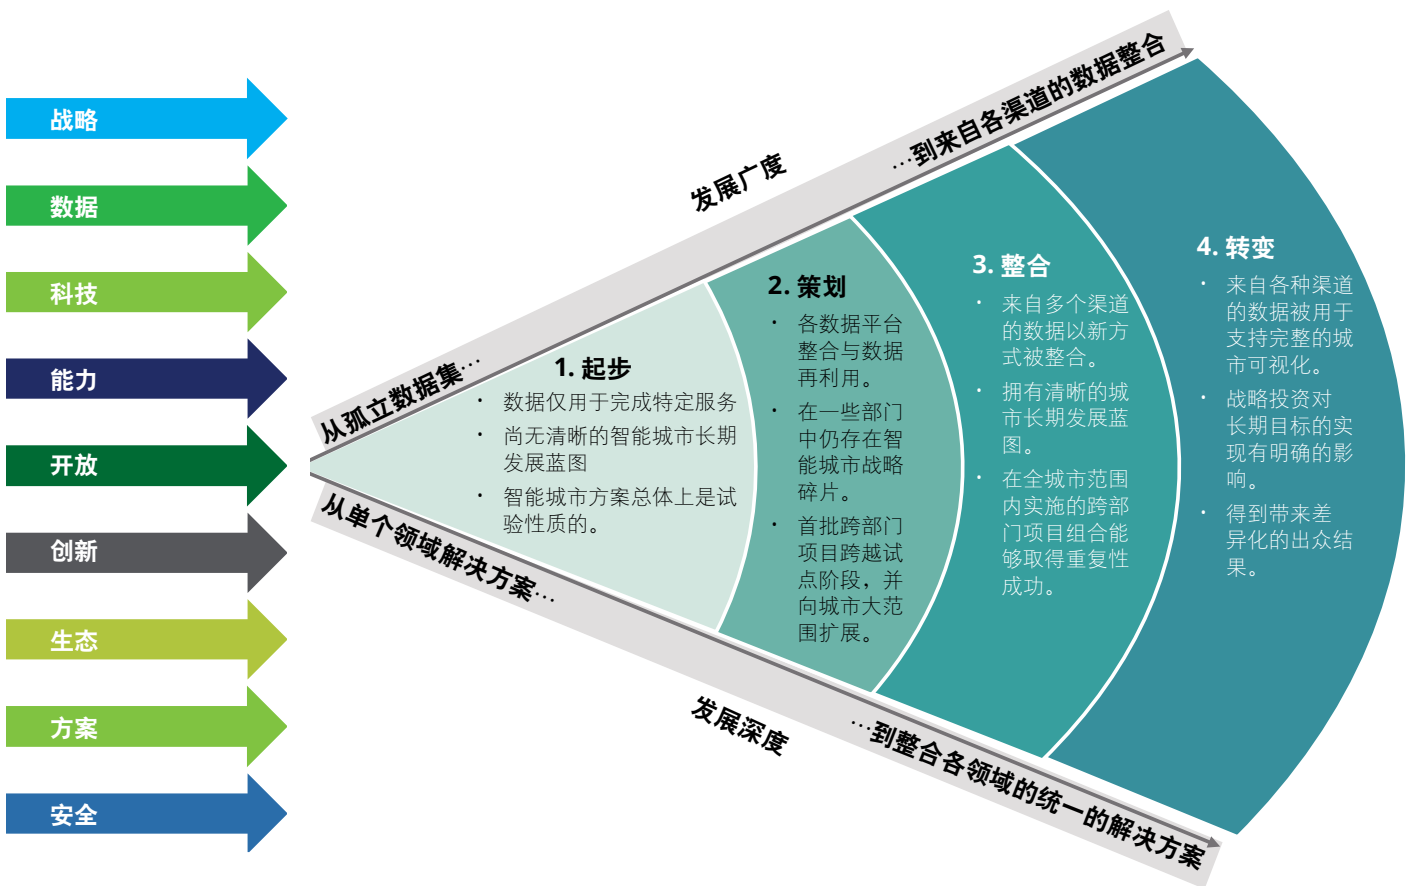 战略
数据
科技
能力
开放
创新
生态
方案
安全
发展广度
从孤立数据集…
…到来自各渠道的数据整合
1. 起步
· 数据仅用于完成特定服务
· 尚无清晰的智能城市长期
发展蓝图
· 智能城市方案总体上是试
验性质的。
2. 策划
· 各数据平台
整合与数据
再利用。
· 在一些部门
中仍存在智
能城市战略
碎片。
· 首批跨部门
项目跨越试
点阶段，并
向城市大范
围扩展。
3. 整合
· 来自多个渠道
的数据以新方
式被整合。
· 拥有清晰的城
市长期发展蓝
图。
· 在全城市范围
内实施的跨部
门项目组合能
够取得重复性
成功。
4. 转变
· 来自各种渠道
的数据被用于
支持完整的城
市可视化。
· 战略投资对
长期目标的实
现有明确的影
响。
· 得到带来差
异化的出众结
果。
从单个领域解决方案…
发展深度
…到整合各领域的统一的解决方案